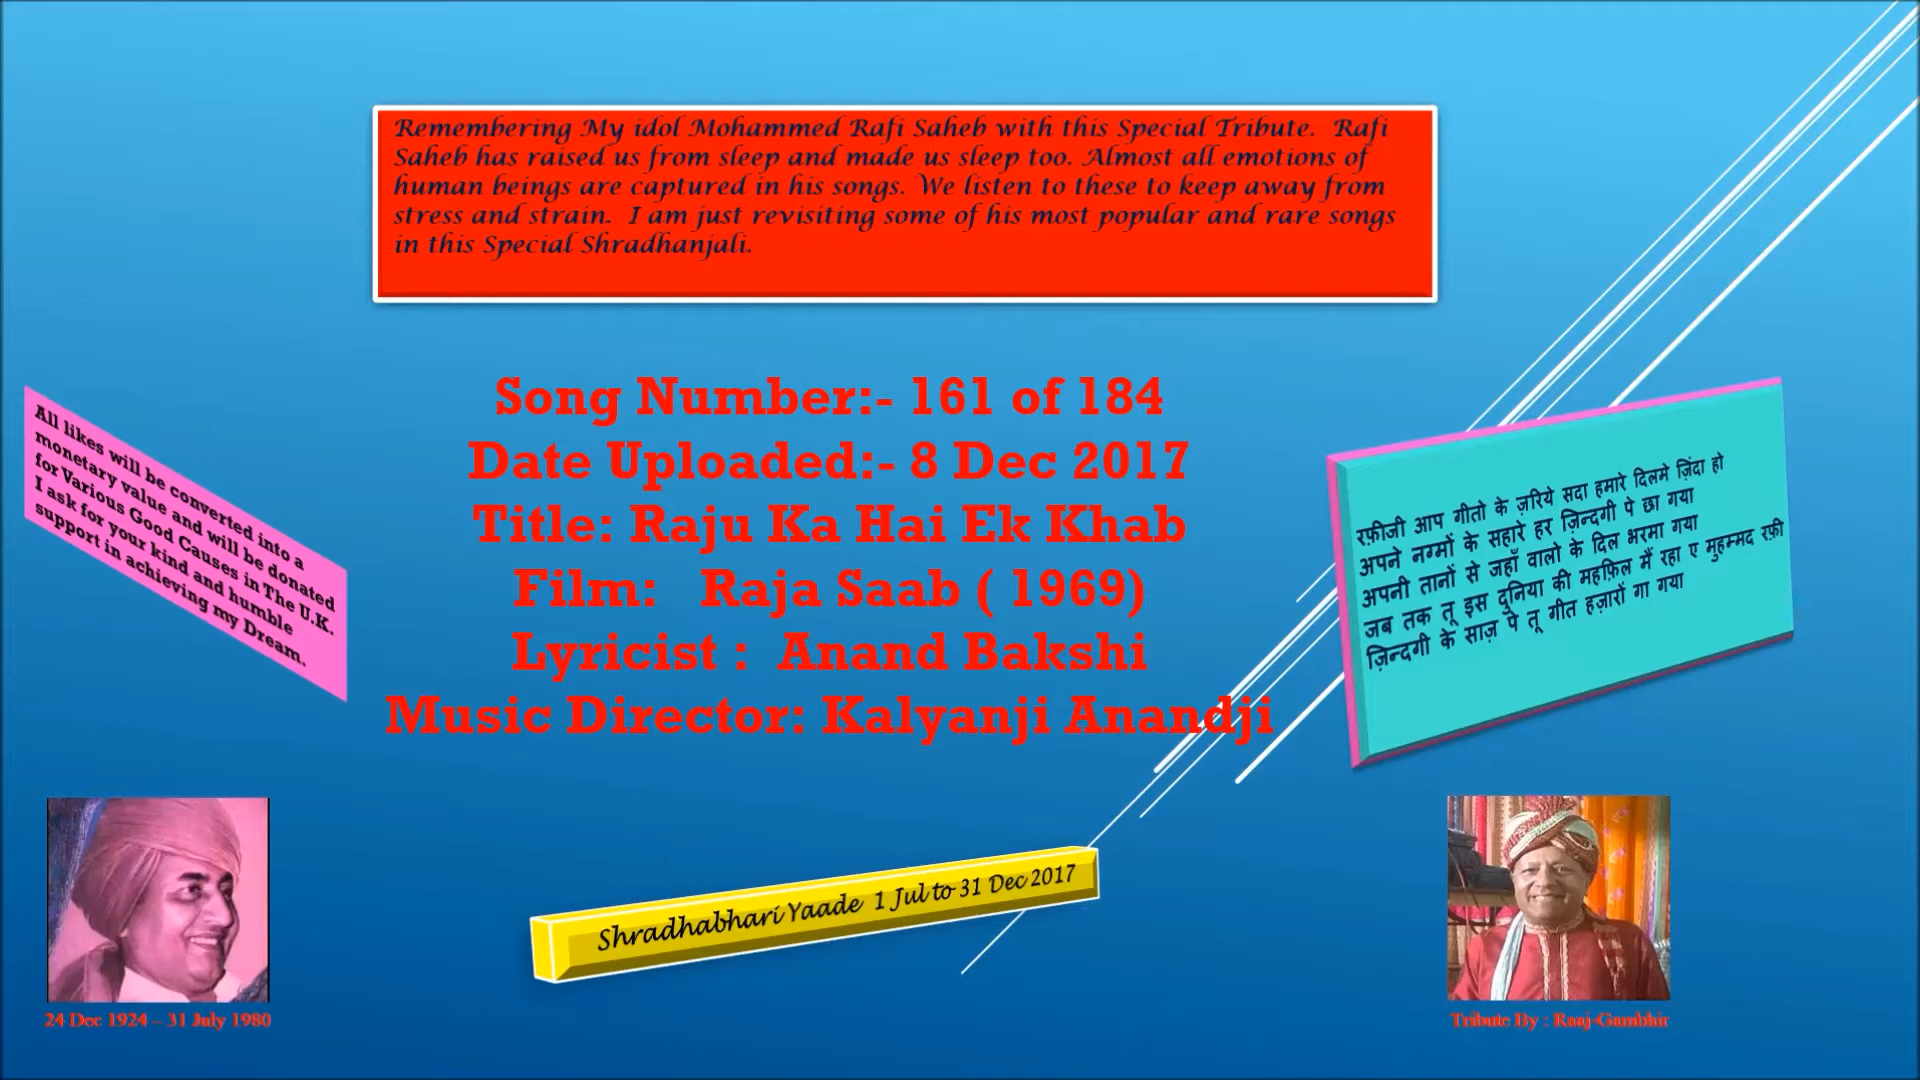 Remembering My idol Mohammed Rafi Saheb with this Special Tribute. Rafi
Saheb has raised us from sleep and made us sleep too. Almost all emotions of
human beings are captured in his songs. We listen to these to keep away from
stress and strain. I am just revisiting some of his most popular and rare songs
in this Special Shradhanjali.
All likes will be converted into a
monetary value and will be donated
for Various Good Causes in The U.K.
I ask for your kind and humble
support in achieving my Dream.
Song Number:- 161 of 184
Date Uploaded:- 8 Dec 2017
Title: Raju Ka Hai Ek Khab
Film: Raja Saab ( 1969)
Lyricist : Anand Bakshi
Music Director: Kalyanji Anandji
रफ़ीजी आप गीतो के ज़रिये सदा हमारे दिलमे ज़िंदा हो
अपने नग्मों के सहारे हर ज़िन्दगी पे छा गया
अपनी तानों से जहाँ वालो के दिल भरमा गया
जब तक तू इस दुनिया की महफ़िल मैं रहा ए मुहम्मद रफ़ी
ज़िन्दगी के साज़ पे तू गीत हज़ारों गा गया
Shradhabhari Yaade 1 Jul to 31 Dec 2017
24 Dec 1924 – 31 July 1980
Tribute By : Raaj-Gambhir